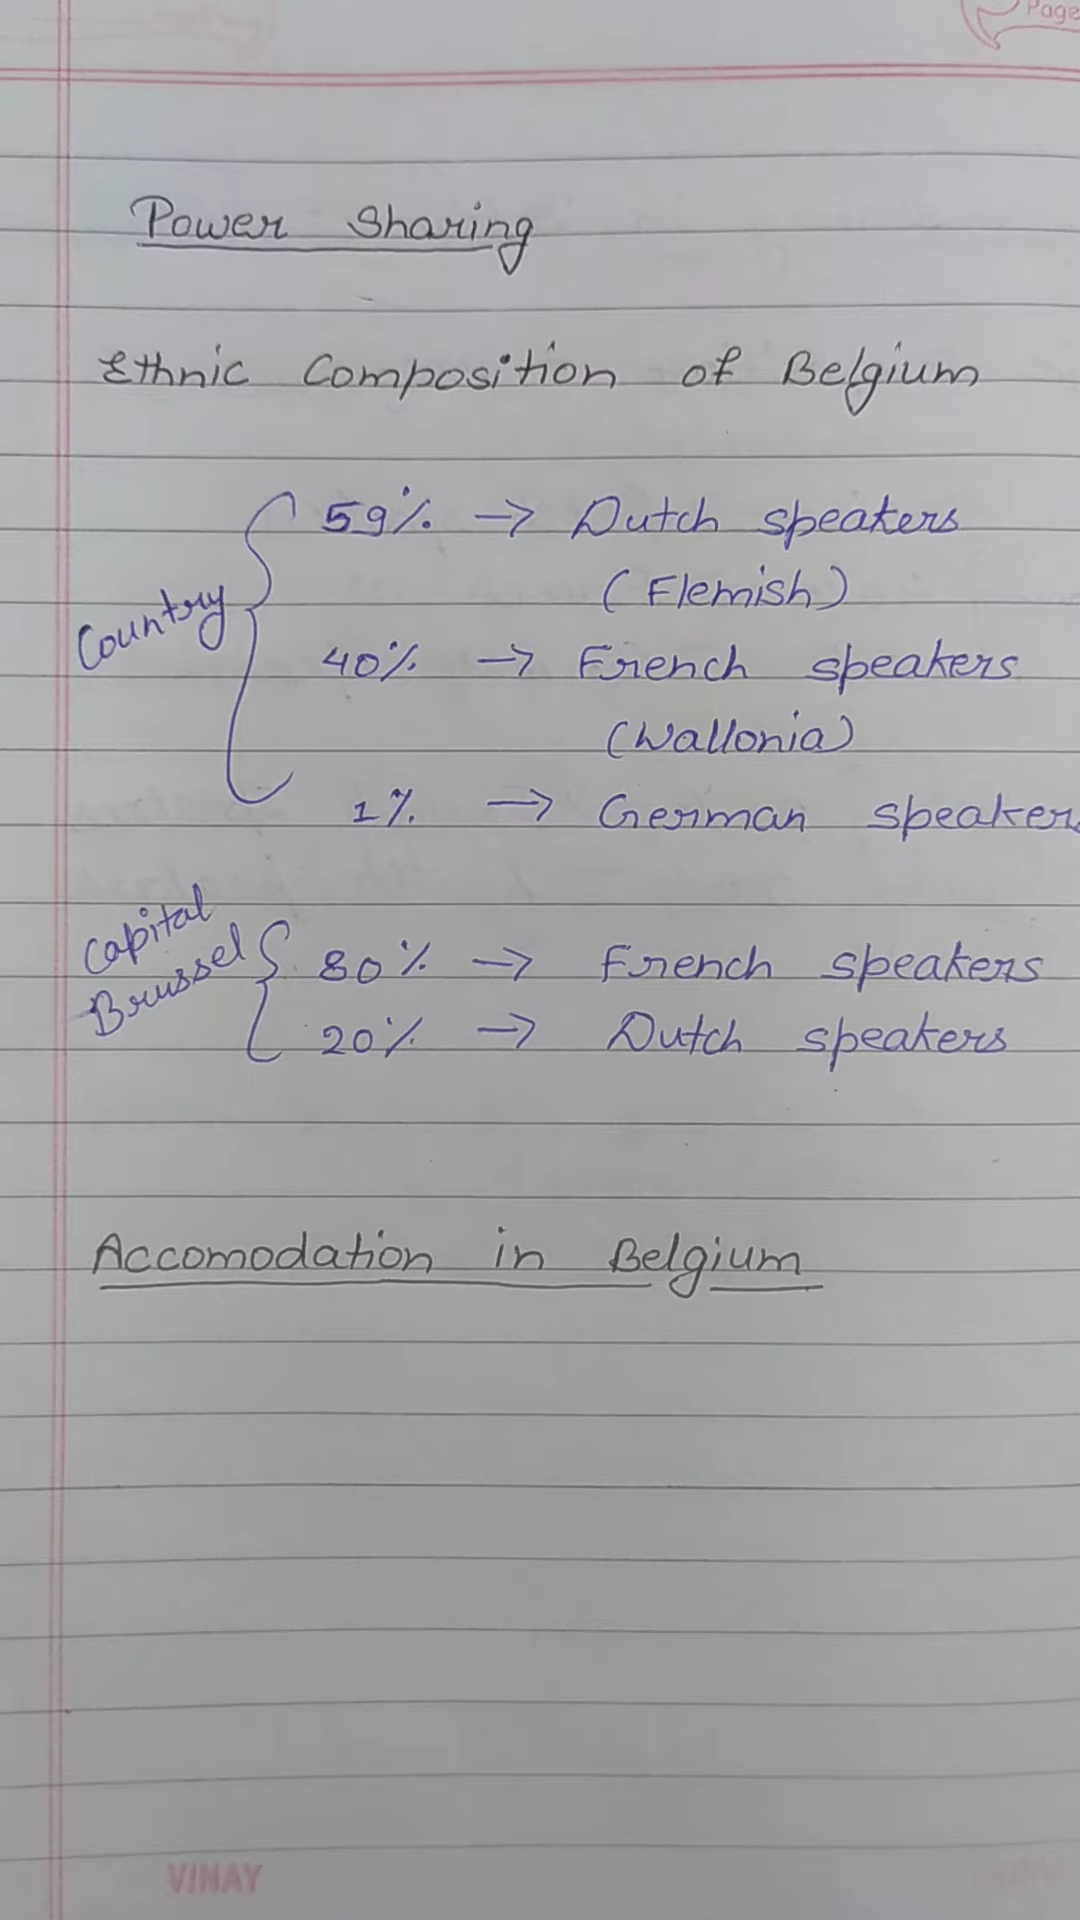 Page
Power Sharing
Ethnic Composition of Belgium
Country
59% → Dutch speakers
(Flemish)
40% → French speakers
(Wallonia)
1% → German speakers
Capital
Brussel
80% → French speakers
20% → Dutch speakers
Accomodation in Belgium
VINAY